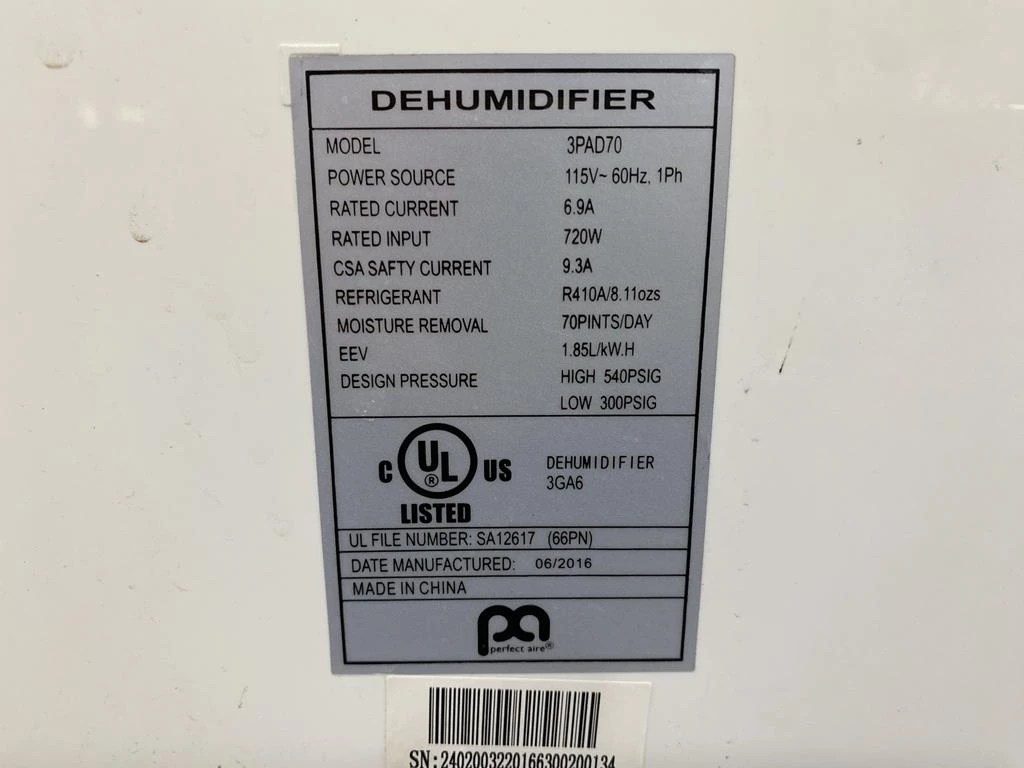 DEHUMIDIFIER
MODEL 3PAD70
POWER SOURCE 115V~ 60Hz, 1Ph
RATED CURRENT 6.9A
RATED INPUT 720W
CSA SAFTY CURRENT 9.3A
REFRIGERANT R410A/8.11ozs
MOISTURE REMOVAL 70PINTS/DAY
EEV 1.85L/kW.H
DESIGN PRESSURE HIGH 540PSIG
LOW 300PSIG
C UL ® US
LISTED
DEHUMIDIFIER
3GA6
UL FILE NUMBER: SA12617 (66PN)
DATE MANUFACTURED: 06/2016
MADE IN CHINA
pa
perfect aire®
SN:2402003220166300200134